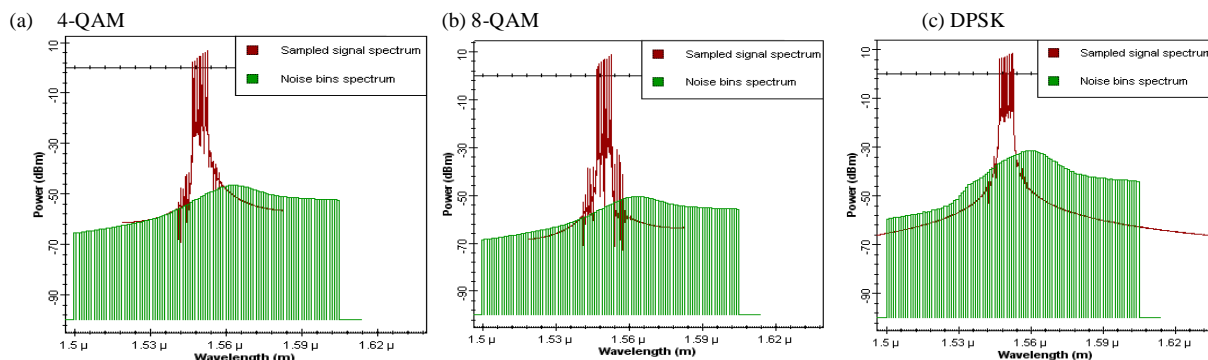 (a) 4-QAM
Sampled signal spectrum
Noise bins spectrum
Power (dBm)
10
-10
-30
-50
-70
-90
1.5 µ
1.53 µ
1.56 µ
1.59 µ
1.62 µ
Wavelength (m)
(b) 8-QAM
Sampled signal spectrum
Noise bins spectrum
Power (dBm)
10
-10
-30
-50
-70
-90
1.5 µ
1.53 µ
1.56 µ
1.59 µ
1.62 µ
Wavelength (m)
(c) DPSK
Sampled signal spectrum
Noise bins spectrum
Power (dBm)
10
-10
-30
-50
-70
-90
1.5 µ
1.53 µ
1.56 µ
1.59 µ
1.62 µ
Wavelength (m)